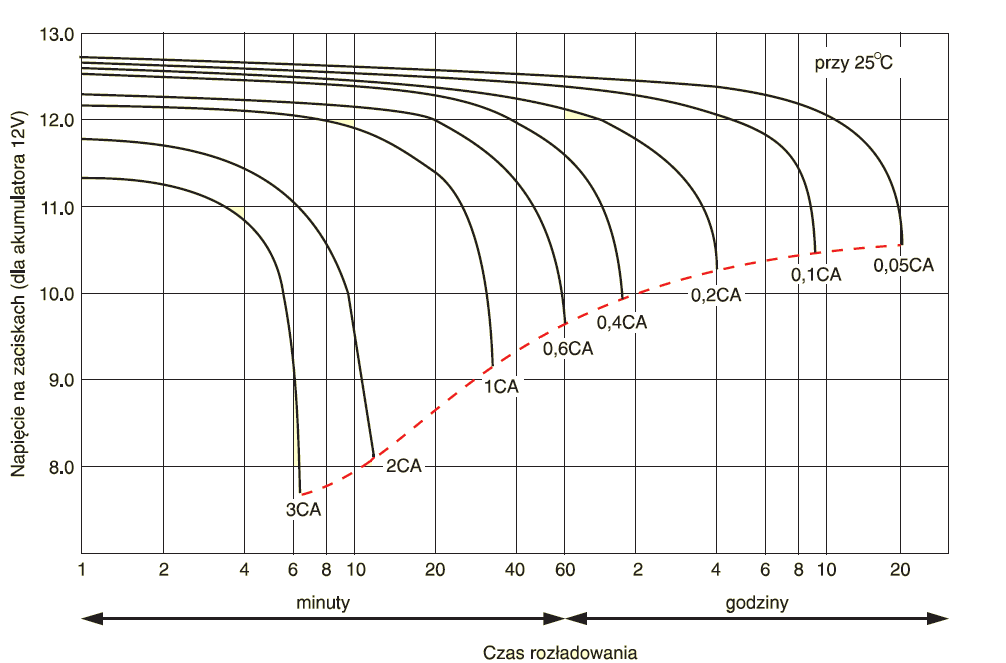 13.0
przy 25°C
12.0
11.0
10.0
9.0
8.0
Napięcie na zaciskach (dla akumulatora 12V)
0,05CA
0,1CA
0,2CA
0,4CA
0,6CA
1CA
2CA
3CA
1 2 4 6 8 10 20 40 60 2 4 6 8 10 20
minuty godziny
Czas rozładowania